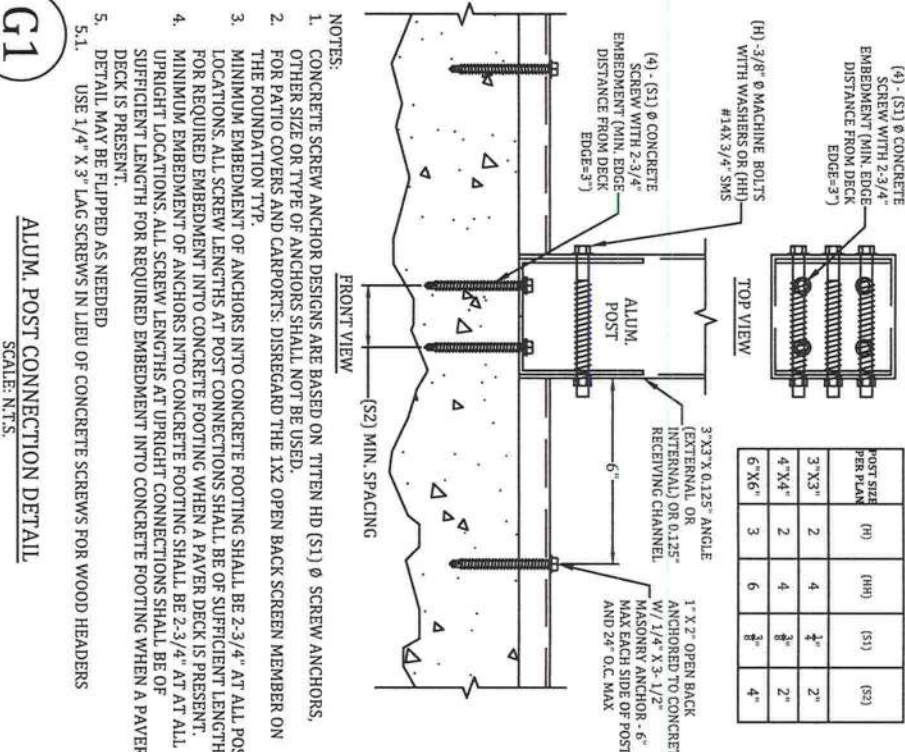 (4) - (S1) Ø CONCRETE
SCREW WITH 2-3/4"
EMBEDMENT (MIN. EDGE
DISTANCE FROM DECK
EDGE=3")
(H) -3/8" Ø MACHINE BOLTS
WITH WASHERS OR (HH)
#14X3/4" SMS
TOP VIEW
POST SIZE PER PLAN (H) (HH) (S1) (S2)
3"X3" 2 4 1/4" 2"
4"X4" 2 4 3/8" 2"
6"X6" 3 6 3/8" 4"
(4) - (S1) Ø CONCRETE
SCREW WITH 2-3/4"
EMBEDMENT (MIN. EDGE
DISTANCE FROM DECK
EDGE=3")
ALUM.
POST
3"X3"X 0.125" ANGLE
(EXTERNAL OR
INTERNAL) OR 0.125"
RECEIVING CHANNEL
6"
1" X 2" OPEN BACK
ANCHORED TO CONCRET
W/ 1/4" X 3- 1/2"
MASONRY ANCHOR - 6"
MAX EACH SIDE OF POST
AND 24" O.C. MAX
(S2) MIN. SPACING
FRONT VIEW
NOTES:
1. CONCRETE SCREW ANCHOR DESIGNS ARE BASED ON TITEN HD (S1) Ø SCREW ANCHORS,
OTHER SIZE OR TYPE OF ANCHORS SHALL NOT BE USED.
2. FOR PATIO COVERS AND CARPORTS: DISREGARD THE 1X2 OPEN BACK SCREEN MEMBER ON
THE FOUNDATION TYP.
3. MINIMUM EMBEDMENT OF ANCHORS INTO CONCRETE FOOTING SHALL BE 2-3/4" AT ALL POS
LOCATIONS. ALL SCREW LENGTHS AT POST CONNECTIONS SHALL BE OF SUFFICIENT LENGTH
FOR REQUIRED EMBEDMENT INTO CONCRETE FOOTING WHEN A PAVER DECK IS PRESENT.
4. MINIMUM EMBEDMENT OF ANCHORS INTO CONCRETE FOOTING SHALL BE 2-3/4" AT AT ALL
UPRIGHT LOCATIONS. ALL SCREW LENGTHS AT UPRIGHT CONNECTIONS SHALL BE OF
SUFFICIENT LENGTH FOR REQUIRED EMBEDMENT INTO CONCRETE FOOTING WHEN A PAVER
DECK IS PRESENT.
5. DETAIL MAY BE FLIPPED AS NEEDED
5.1. USE 1/4" X 3" LAG SCREWS IN LIEU OF CONCRETE SCREWS FOR WOOD HEADERS
G1
ALUM. POST CONNECTION DETAIL
SCALE: N.T.S.